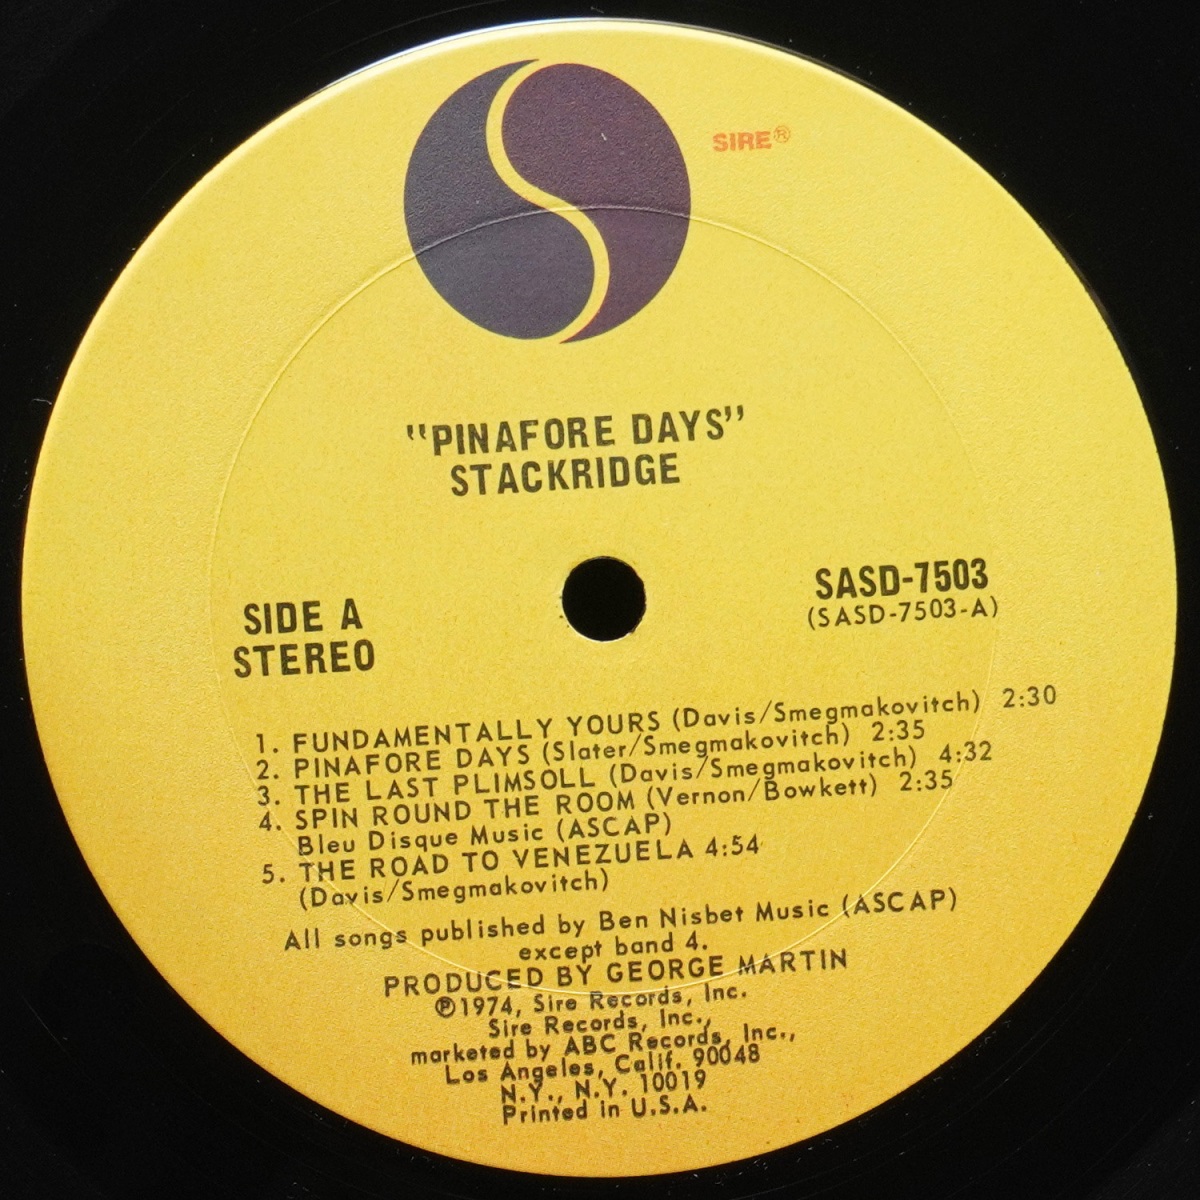 SIRE®
"PINAFORE DAYS"
STACKRIDGE
SIDE A
STEREO
SASD-7503
(SASD-7503-A)
1. FUNDAMENTALLY YOURS (Davis/Smegmakovitch) 2:30
2. PINAFORE DAYS (Slater/Smegmakovitch) 2:35
3. THE LAST PLIMSOLL (Davis/Smegmakovitch) 4:32
4. SPIN ROUND THE ROOM (Vernon/Bowkett) 2:35
Bleu Disque Music (ASCAP)
5. THE ROAD TO VENEZUELA 4:54
(Davis/Smegmakovitch)
All songs published by Ben Nisbet Music (ASCAP)
except band 4.
PRODUCED BY GEORGE MARTIN
℗1974, Sire Records, Inc.
Sire Records, Inc.,
marketed by ABC Records, Inc.,
Los Angeles, Calif. 90048
N.Y., N.Y. 10019
Printed in U.S.A.